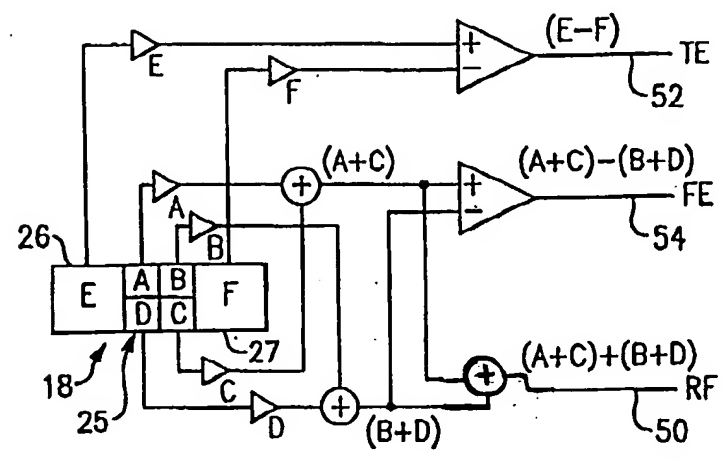 (E−F)
TE
+
−
E
F
52
(A+C)
(A+C)−(B+D)
+
+
−
FE
A
B
54
26
E
A
B
F
D
C
27
(A+C)+(B+D)
18
C
+
RF
25
D
+
(B+D)
50